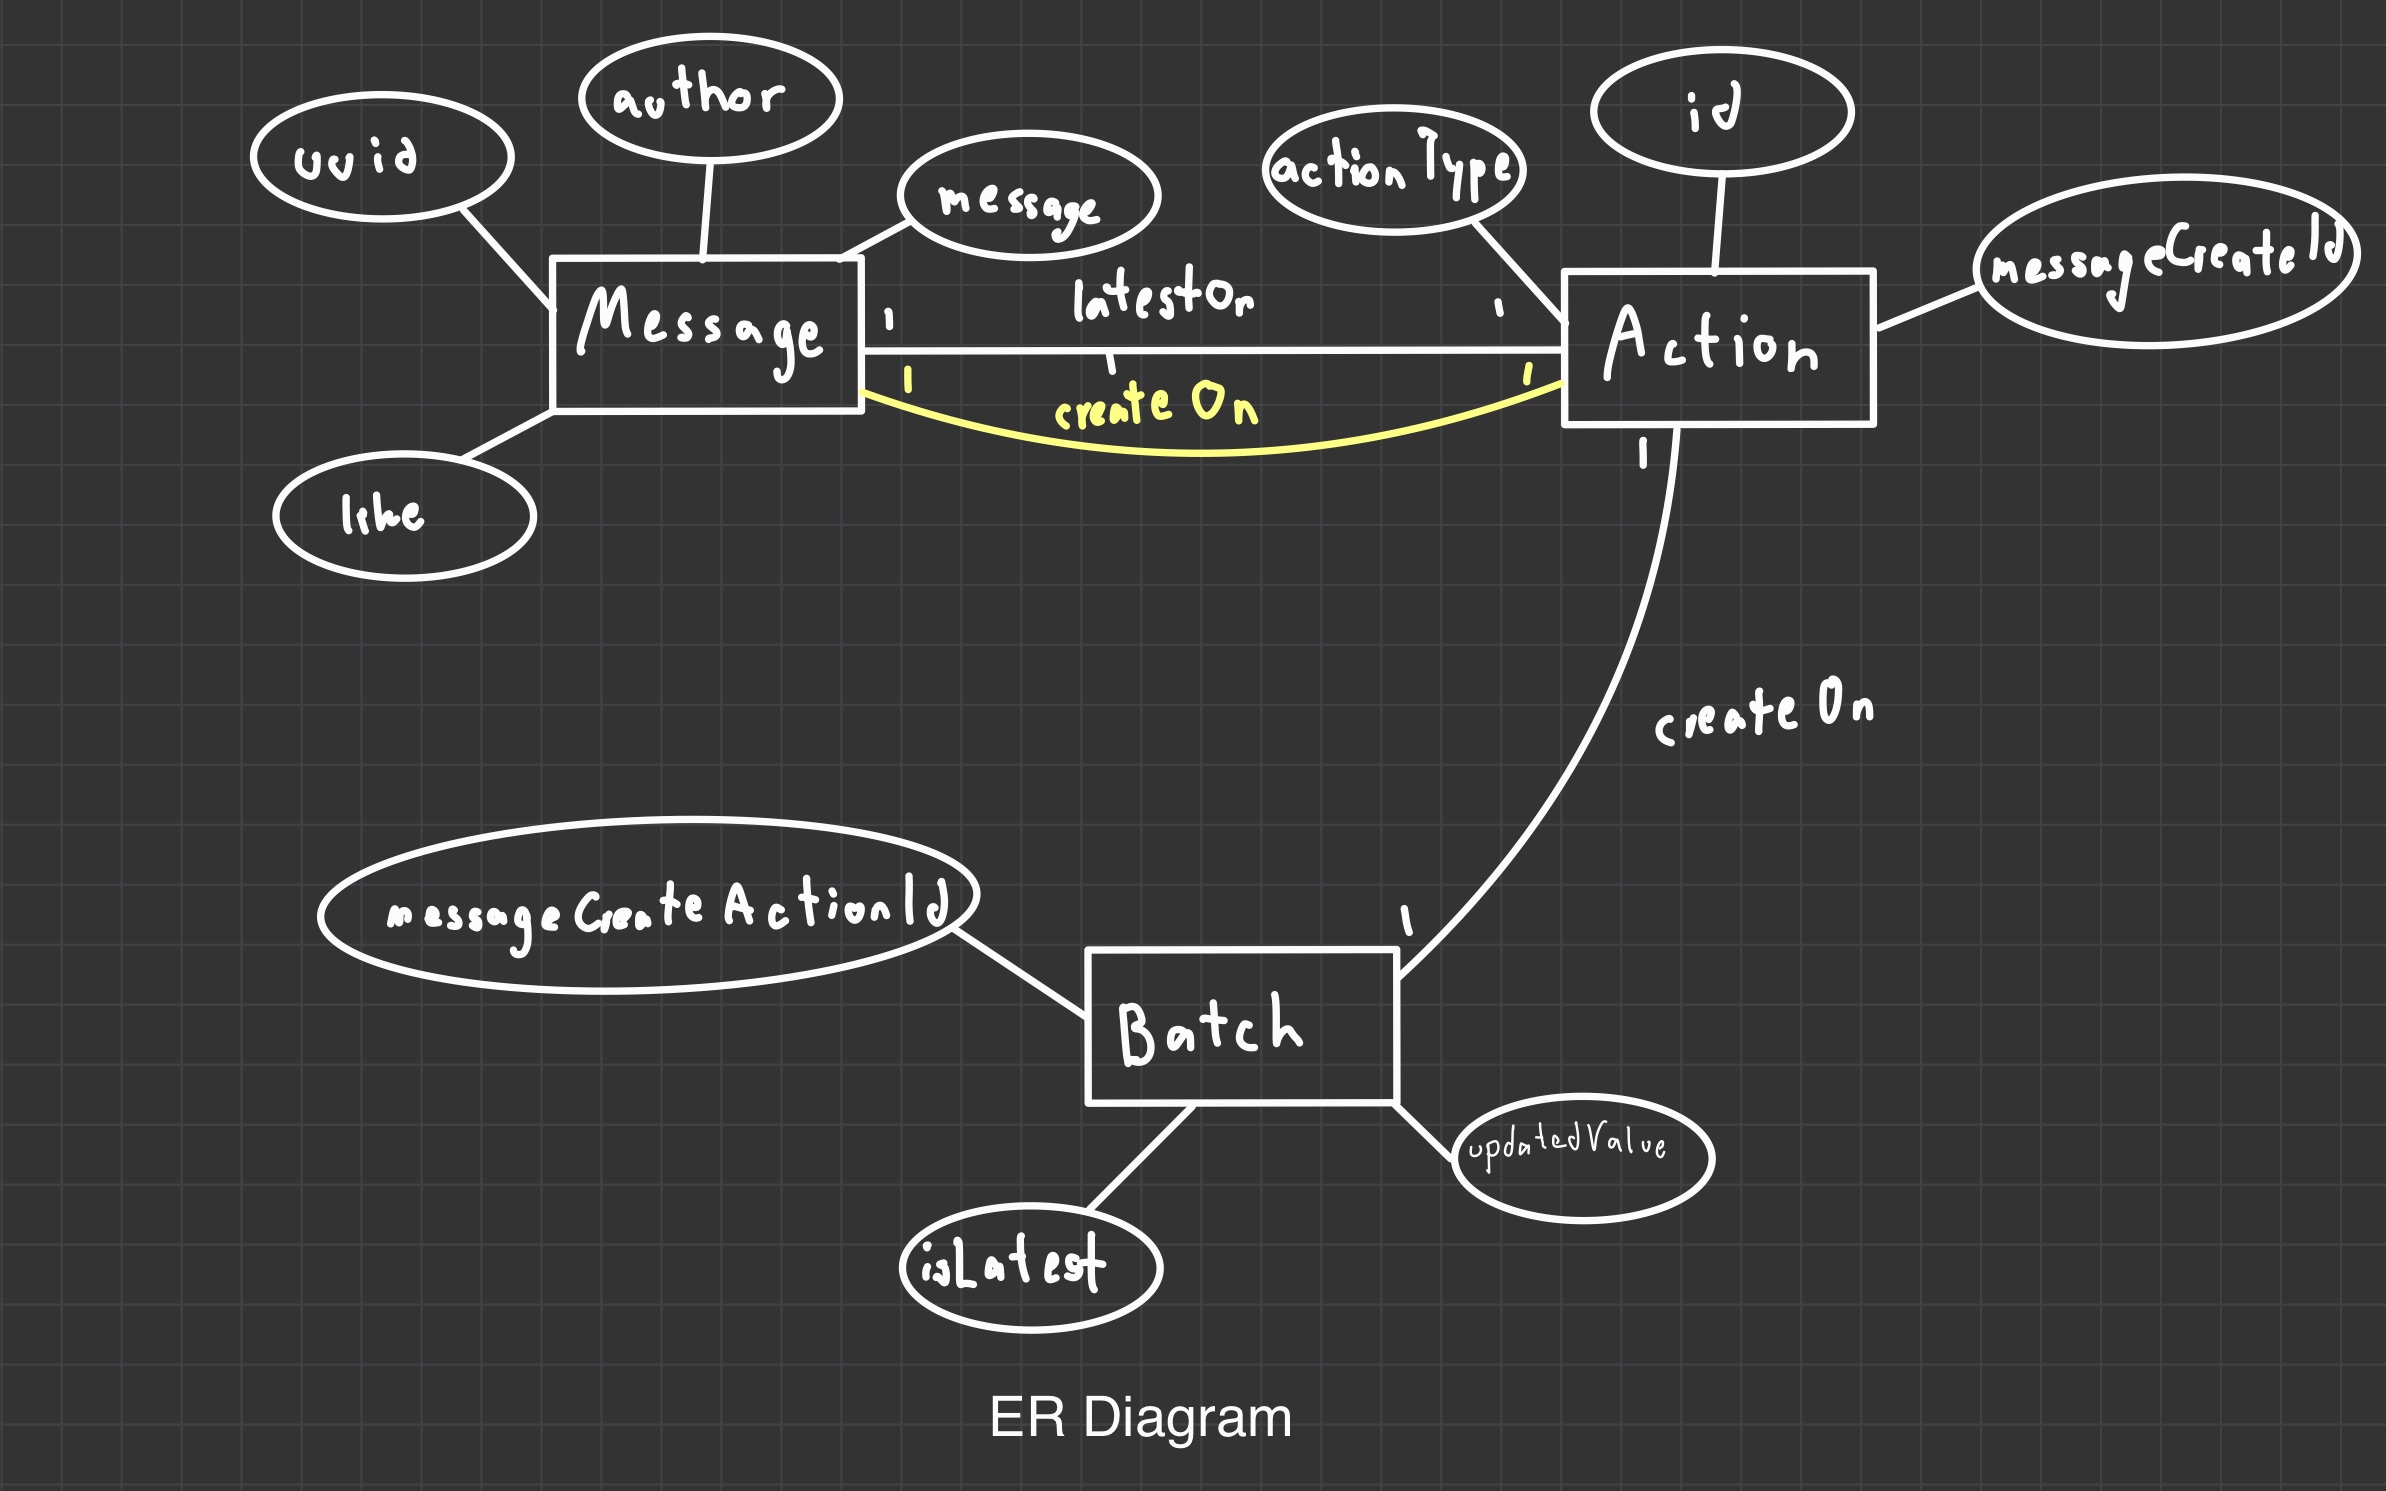 author
id
uuid
message
actionType
messageCreateId
latestOn
1
1
Message
Action
1
1
createOn
1
like
createOn
messageCreateActionId
1
Batch
updatedValue
isLatest
ER Diagram